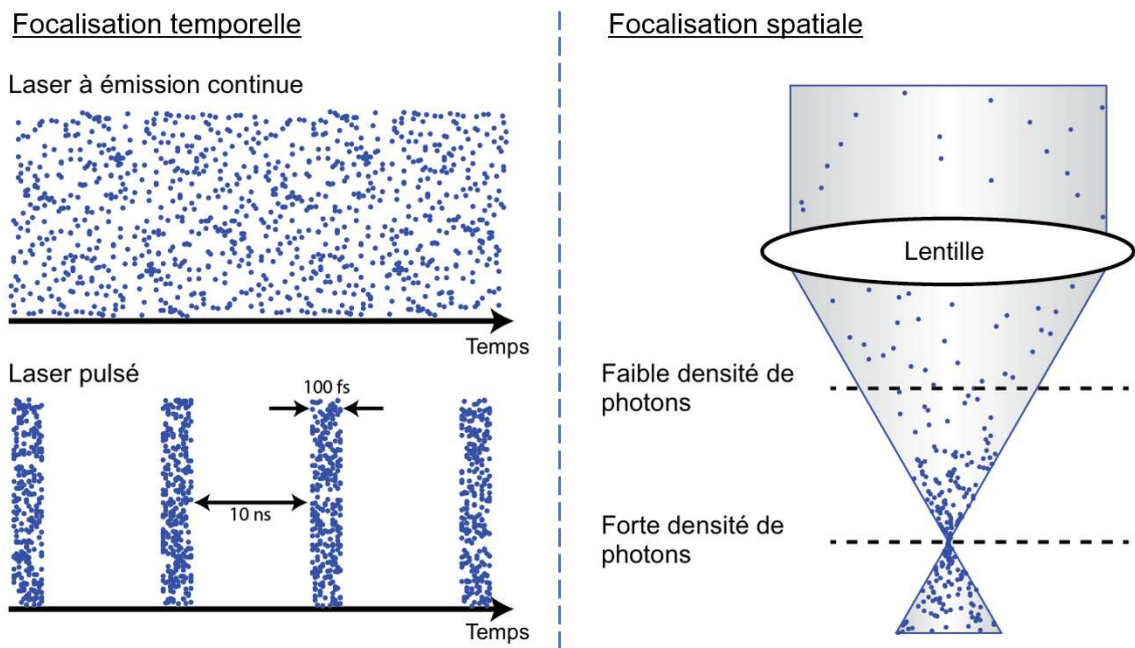 Focalisation temporelle
Laser à émission continue
Temps
Laser pulsé
100 fs
10 ns
Temps
Focalisation spatiale
Lentille
Faible densité de
photons
Forte densité de
photons